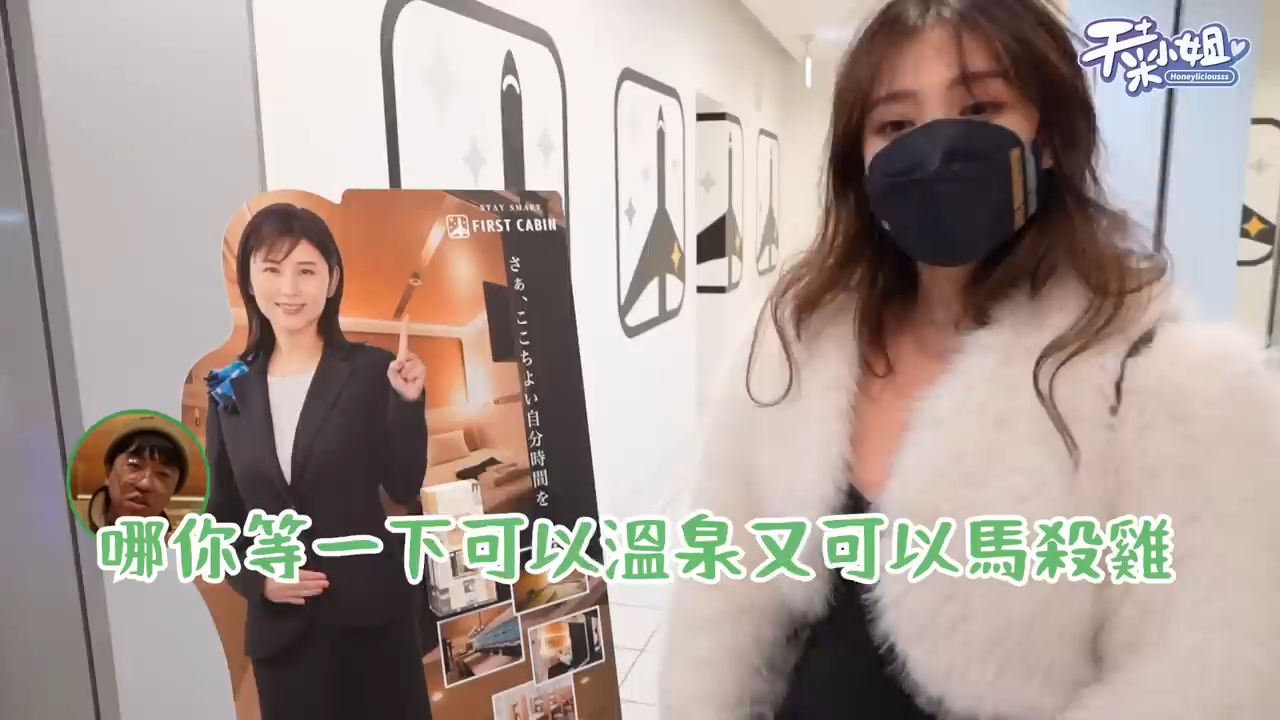 天菜小姐
Honeyliciousss
STAY SMART
FIRST CABIN
さぁ、ここちよい自分時間を
哪你等一下可以溫泉又可以馬殺雞